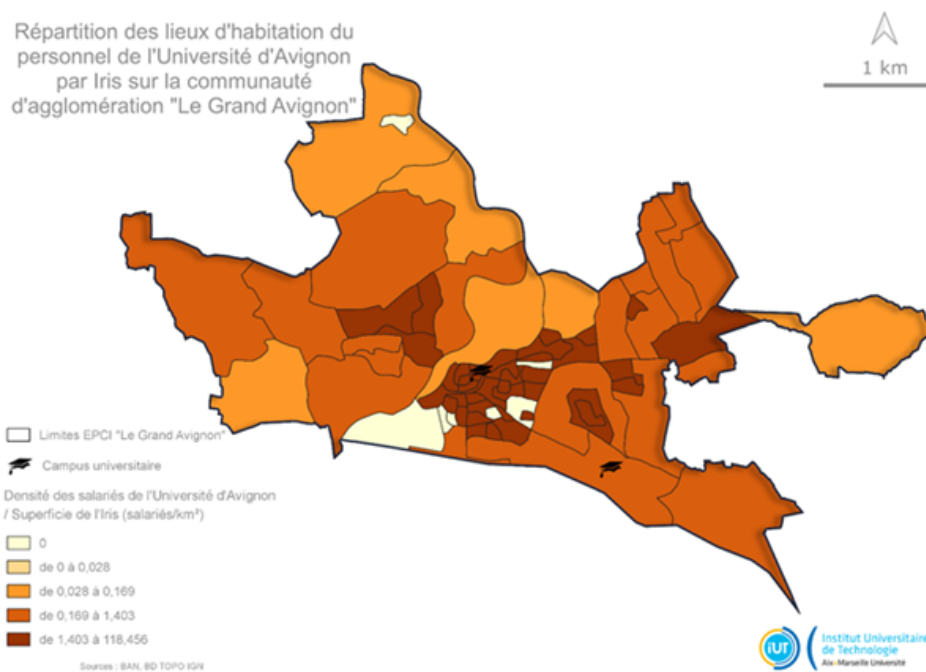 Répartition des lieux d'habitation du
personnel de l'Université d'Avignon
par Iris sur la communauté
d'agglomération "Le Grand Avignon"
1 km
Limites EPCI "Le Grand Avignon"
Campus universitaire
Densité des salariés de l'Université d'Avignon
/ Superficie de l'Iris (salariés/km²)
0
de 0 à 0,028
de 0,028 à 0,169
de 0,169 à 1,403
de 1,403 à 118,456
Sources : BAN, BD TOPO IGN
iUT
Institut Universitaire
de Technologie
Aix-Marseille Université